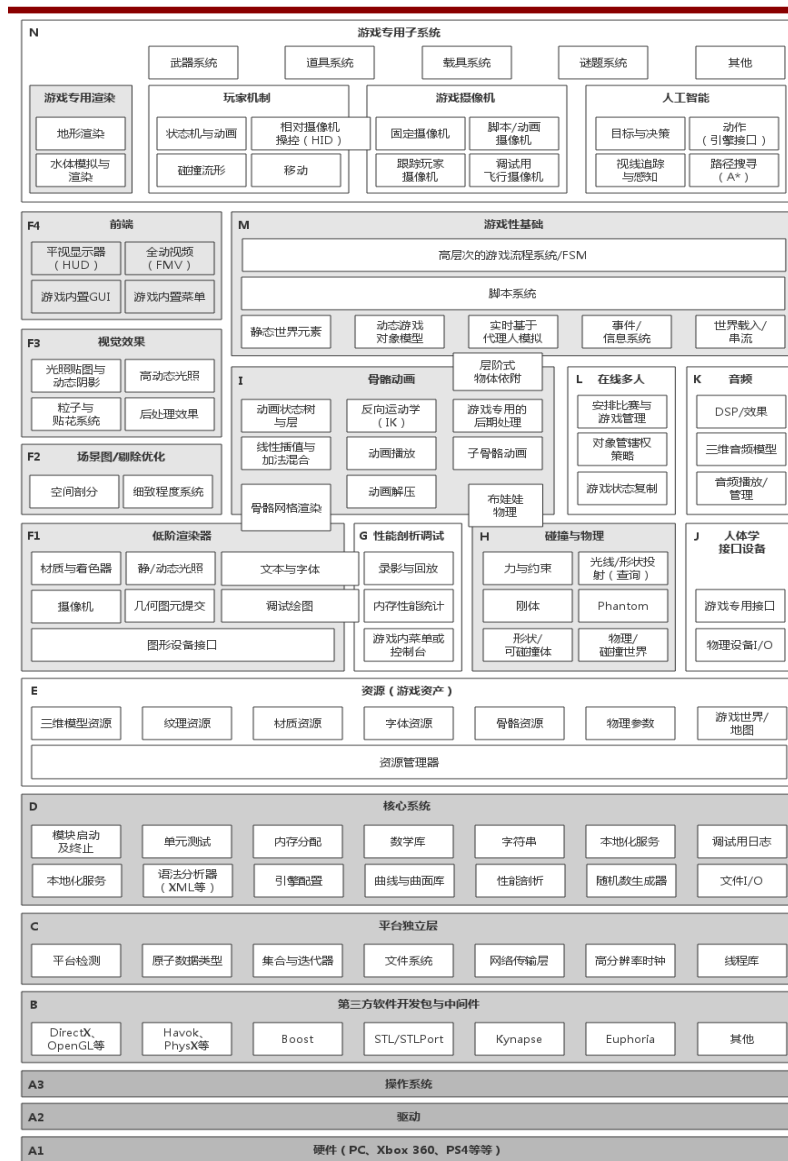 N
游戏专用子系统
武器系统
道具系统
载具系统
谜题系统
其他
游戏专用渲染
地形渲染
水体模拟与
渲染
玩家机制
状态机与动画
相对摄像机
操控（HID）
碰撞流形
移动
游戏摄像机
固定摄像机
脚本/动画
摄像机
跟踪玩家
摄像机
调试用
飞行摄像机
人工智能
目标与决策
动作
（引擎接口）
视线追踪
与感知
路径搜寻
（A*）
F4
前端
平视显示器
（HUD）
全动视频
（FMV）
游戏内置GUI
游戏内置菜单
M
游戏性基础
高层次的游戏流程系统/FSM
脚本系统
静态世界元素
动态游戏
对象模型
实时基于
代理人模拟
事件/
信息系统
世界载入/
串流
F3
视觉效果
光照贴图与
动态阴影
高动态光照
粒子与
贴花系统
后处理效果
F2
场景图/剔除优化
空间剖分
细致程度系统
I
骨骼动画
层阶式
物体依附
动画状态树
与层
反向运动学
（IK）
游戏专用的
后期处理
线性插值与
加法混合
动画播放
子骨骼动画
骨骼网格渲染
动画解压
布娃娃
物理
L
在线多人
安排比赛与
游戏管理
对象管辖权
策略
游戏状态复制
K
音频
DSP/效果
三维音频模型
音频播放/
管理
F1
低阶渲染器
材质与着色器
静/动态光照
文本与字体
摄像机
几何图元提交
调试绘图
图形设备接口
G 性能剖析调试
录影与回放
内存性能统计
游戏内菜单或
控制台
H
碰撞与物理
力与约束
光线/形状投
射（查询）
刚体
Phantom
形状/
可碰撞体
物理/
碰撞世界
J
人体学
接口设备
游戏专用接口
物理设备I/O
E
资源（游戏资产）
三维模型资源
纹理资源
材质资源
字体资源
骨骼资源
物理参数
游戏世界/
地图
资源管理器
D
核心系统
模块启动
及终止
单元测试
内存分配
数学库
字符串
本地化服务
调试用日志
本地化服务
语法分析器
（XML等）
引擎配置
曲线与曲面库
性能剖析
随机数生成器
文件I/O
C
平台独立层
平台检测
原子数据类型
集合与迭代器
文件系统
网络传输层
高分辨率时钟
线程库
B
第三方软件开发包与中间件
DirectX、
OpenGL等
Havok、
PhysX等
Boost
STL/STLPort
Kynapse
Euphoria
其他
A3
操作系统
A2
驱动
A1
硬件（PC、Xbox 360、PS4等等）